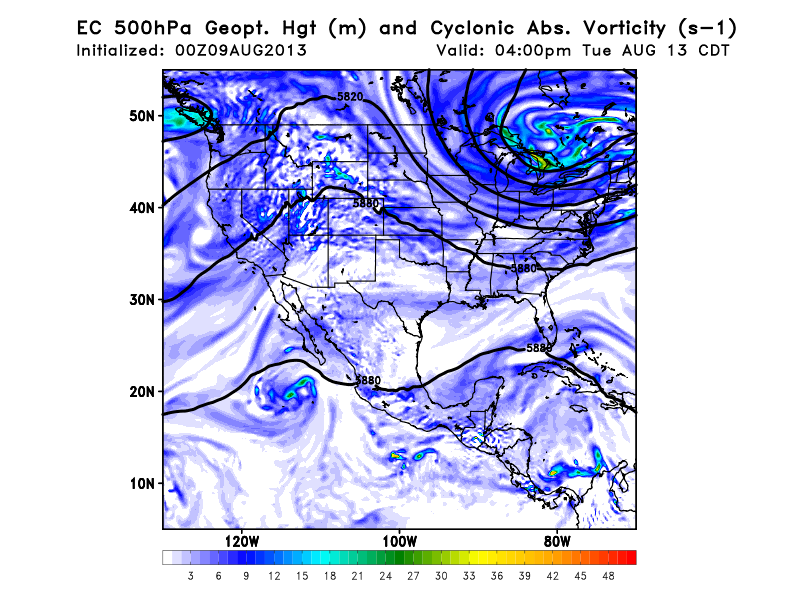 EC 500hPa Geopt. Hgt (m) and Cyclonic Abs. Vorticity (s−1)
Initialized: 00Z09AUG2013 Valid: 04:00pm Tue AUG 13 CDT
5820
50N
5880
40N
5880
30N
5880
5880
20N
10N
120W 100W 80W
3 6 9 12 15 18 21 24 27 30 33 36 39 42 45 48